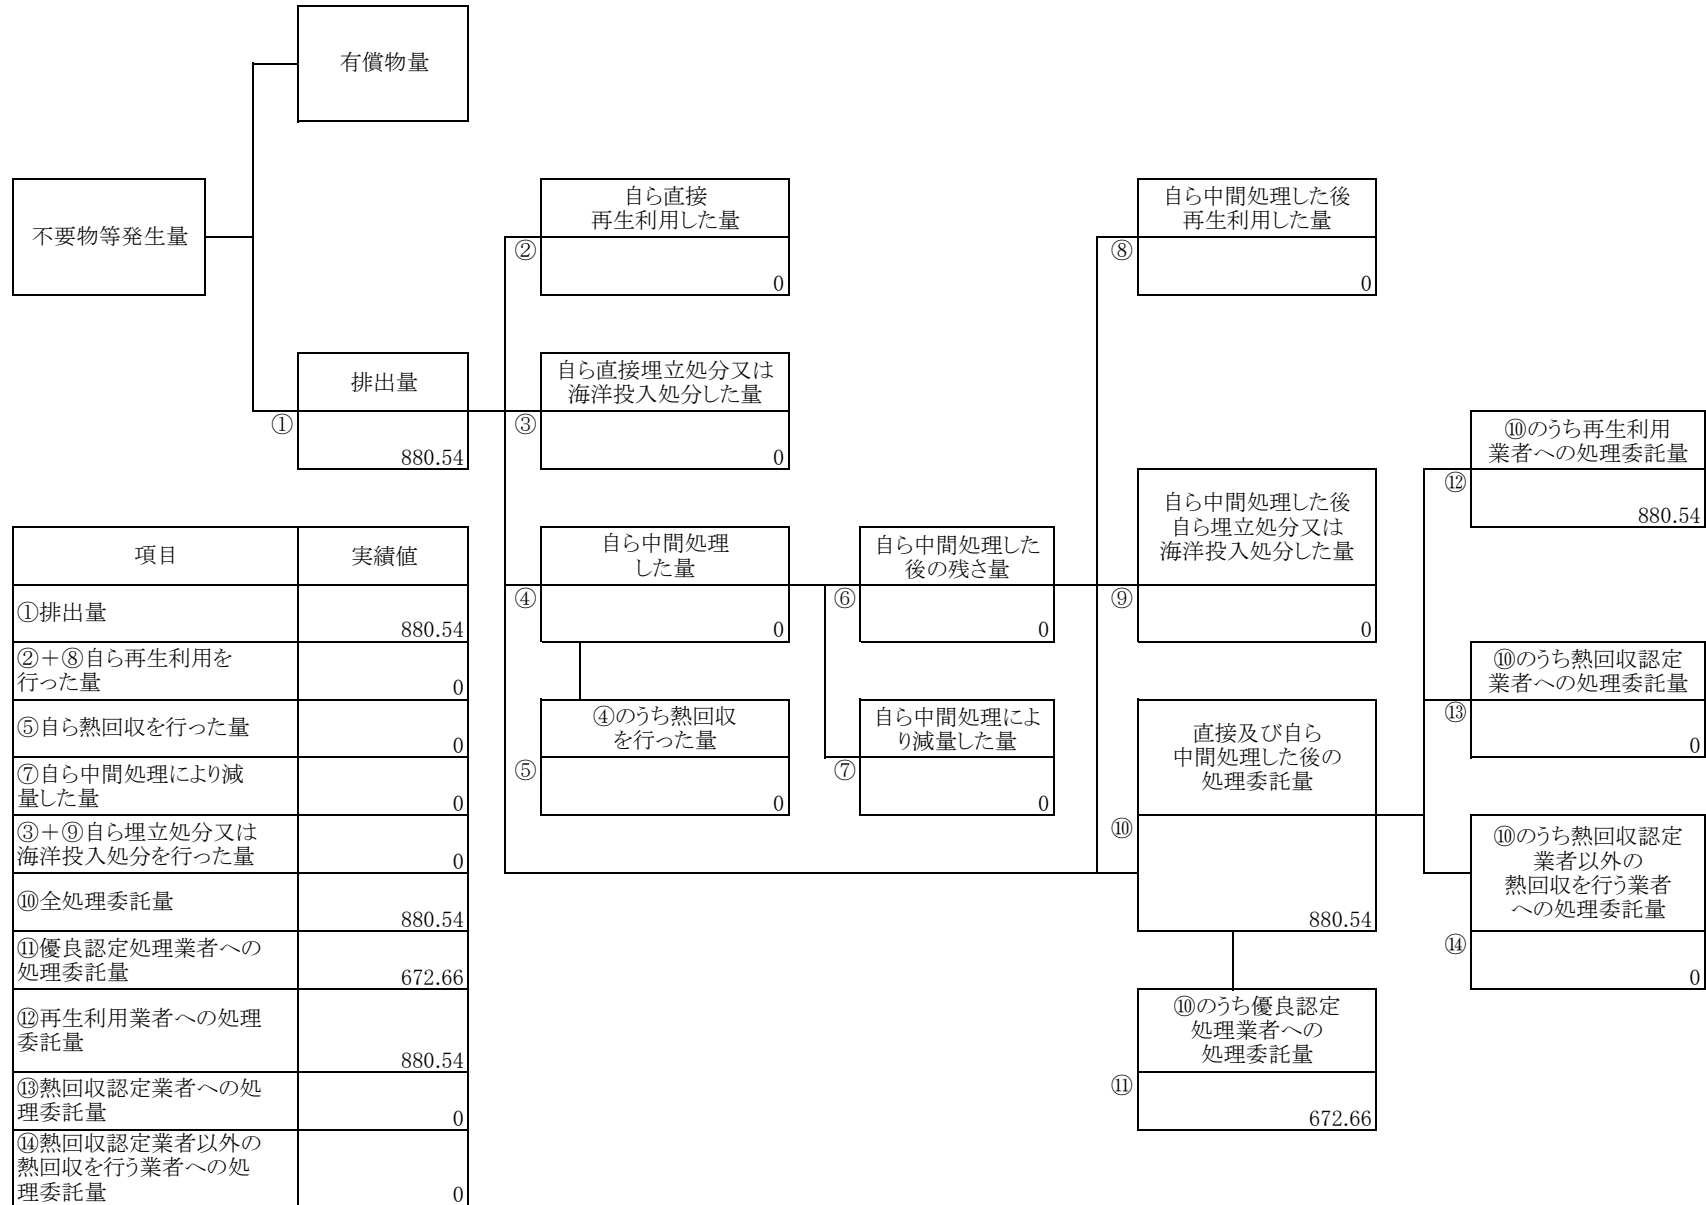 有償物量
不要物等発生量
自ら直接
再生利用した量
②
0
自ら中間処理した後
再生利用した量
⑧
0
排出量
①
880.54
自ら直接埋立処分又は
海洋投入処分した量
③
0
⑩のうち再生利用
業者への処理委託量
⑫
880.54
自ら中間処理
した量
④
0
自ら中間処理した
後の残さ量
⑥
0
自ら中間処理した後
自ら埋立処分又は
海洋投入処分した量
⑨
0
⑩のうち熱回収認定
業者への処理委託量
⑬
0
④のうち熱回収
を行った量
⑤
0
自ら中間処理によ
り減量した量
⑦
0
直接及び自ら
中間処理した後の
処理委託量
⑩
880.54
⑩のうち熱回収認定
業者以外の
熱回収を行う業者
への処理委託量
⑭
0
⑩のうち優良認定
処理業者への
処理委託量
⑪
672.66
項目 実績値
①排出量
880.54
②+⑧自ら再生利用を
行った量
0
⑤自ら熱回収を行った量
0
⑦自ら中間処理により減
量した量
0
③+⑨自ら埋立処分又は
海洋投入処分を行った量
0
⑩全処理委託量
880.54
⑪優良認定処理業者への
処理委託量
672.66
⑫再生利用業者への処理
委託量
880.54
⑬熱回収認定業者への処
理委託量
0
⑭熱回収認定業者以外の
熱回収を行う業者への処
理委託量
0